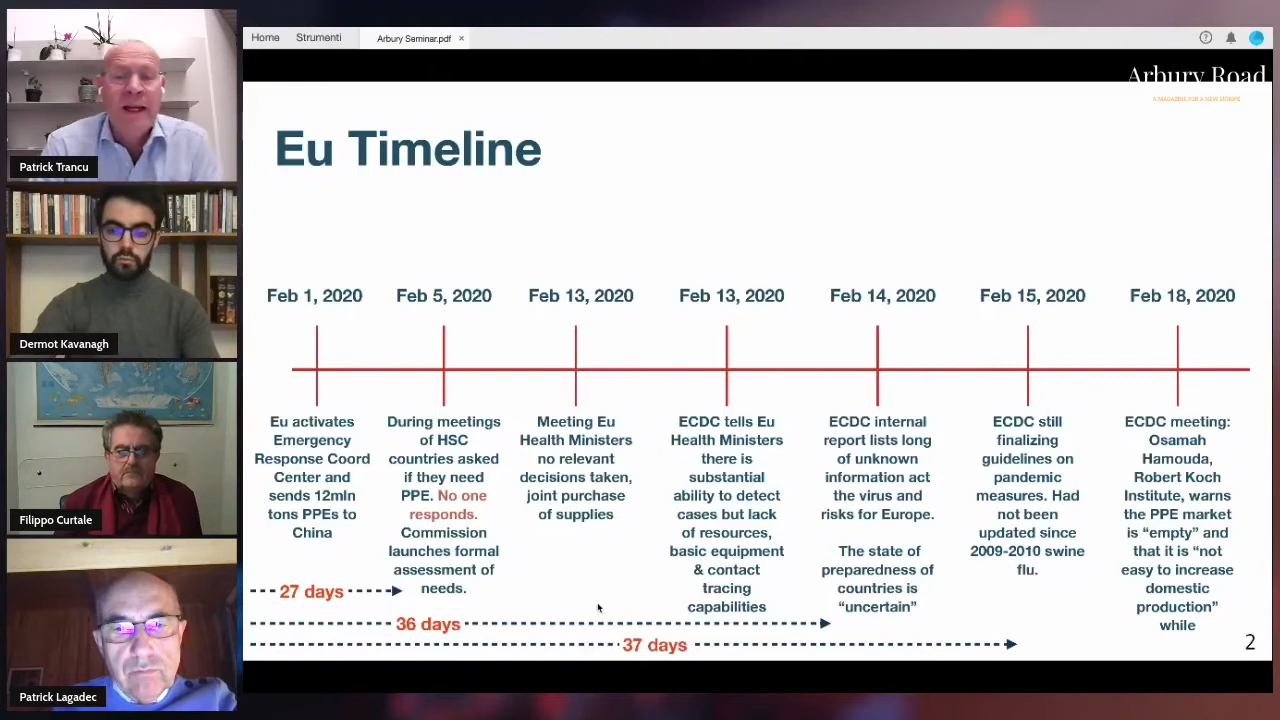 Home
Strumenti
Arbury Seminar.pdf
×
?
Arbury Road
A MAGAZINE FOR A NEW EUROPE
Patrick Trancu
Dermot Kavanagh
Filippo Curtale
Patrick Lagadec
Eu Timeline
Feb 1, 2020
Eu activates
Emergency
Response Coord
Center and
sends 12mln
tons PPEs to
China
Feb 5, 2020
During meetings
of HSC
countries asked
if they need
PPE. No one
responds.
Commission
launches formal
assessment of
needs.
Feb 13, 2020
Meeting Eu
Health Ministers
no relevant
decisions taken,
joint purchase
of supplies
Feb 13, 2020
ECDC tells Eu
Health Ministers
there is
substantial
ability to detect
cases but lack
of resources,
basic equipment
& contact
tracing
capabilities
Feb 14, 2020
ECDC internal
report lists long
of unknown
information act
the virus and
risks for Europe.
The state of
preparedness of
countries is
“uncertain”
Feb 15, 2020
ECDC still
finalizing
guidelines on
pandemic
measures. Had
not been
updated since
2009-2010 swine
flu.
Feb 18, 2020
ECDC meeting:
Osamah
Hamouda,
Robert Koch
Institute, warns
the PPE market
is “empty” and
that it is “not
easy to increase
domestic
production”
while
27 days
36 days
37 days
2